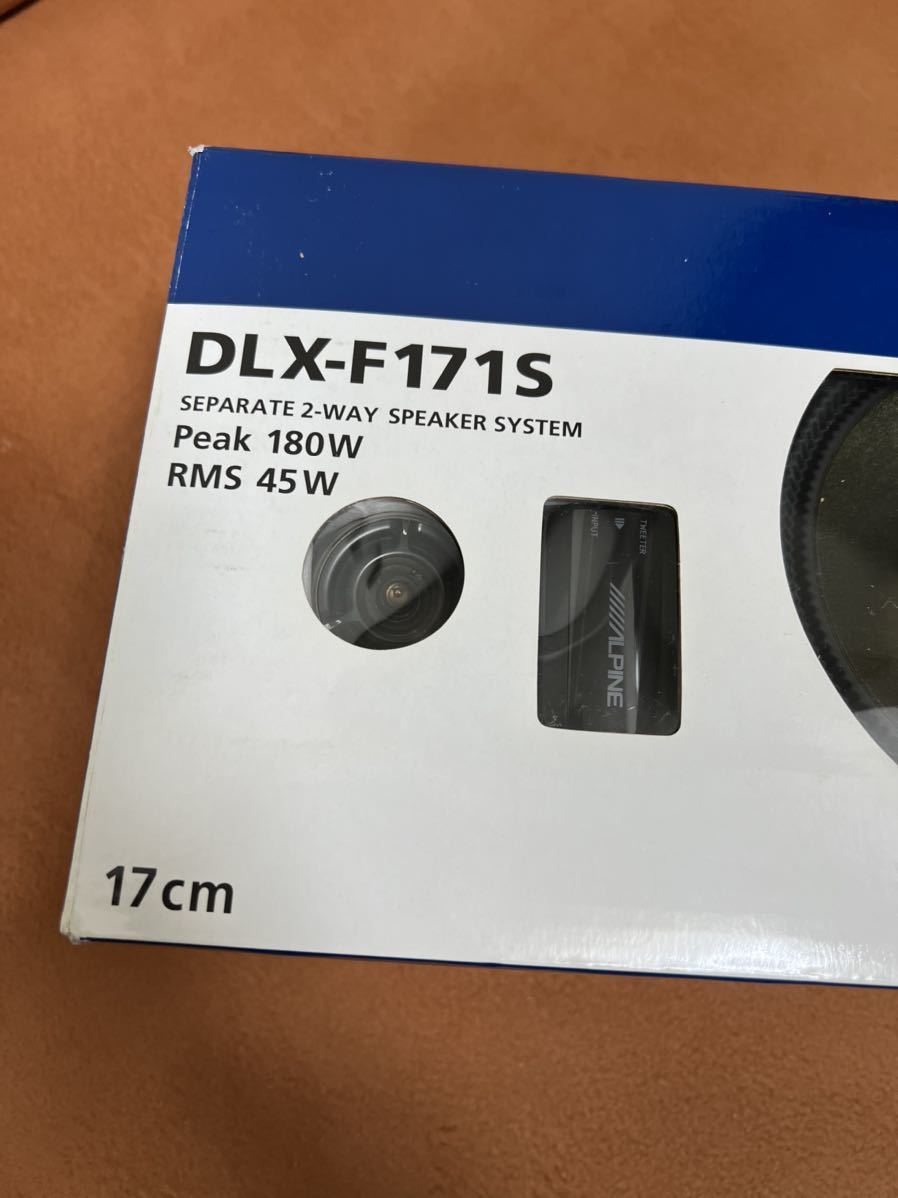 DLX-F171S
SEPARATE 2-WAY SPEAKER SYSTEM
Peak 180W
RMS 45W
TWEETER
INPUT
ALPINE
17cm